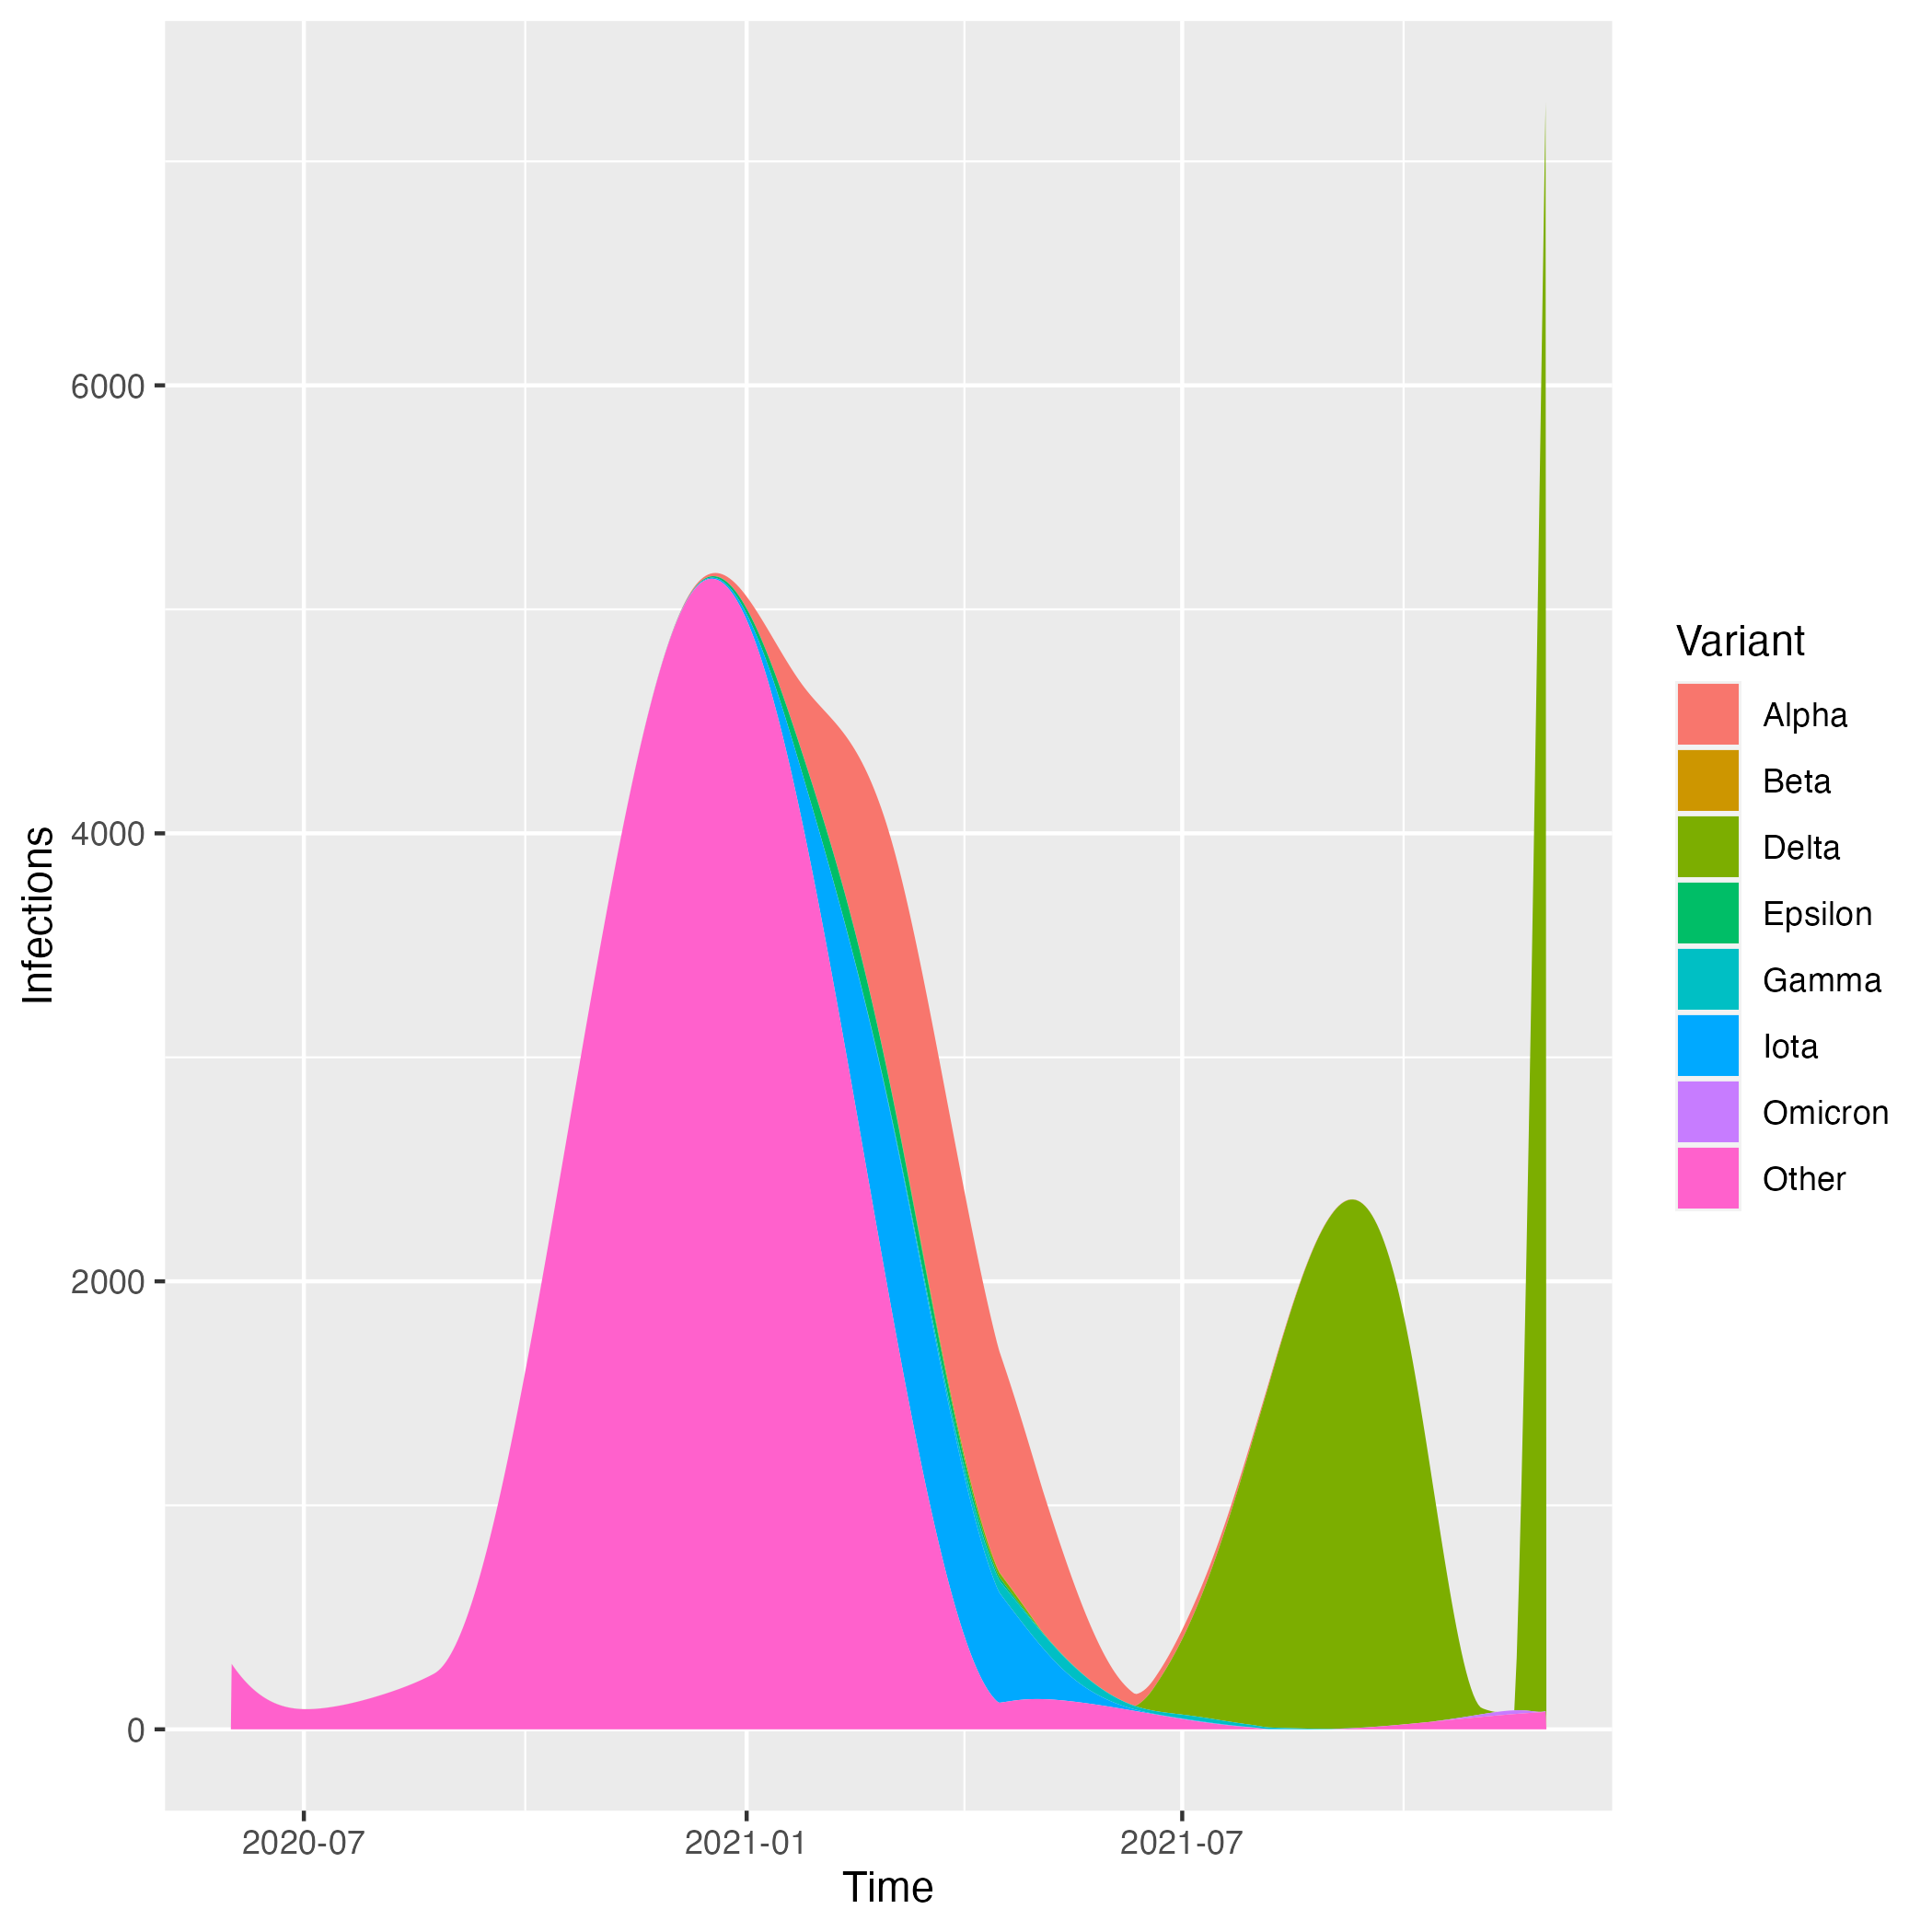 6000
4000
2000
0
Infections
2020-07
2021-01
2021-07
Time
Variant
Alpha
Beta
Delta
Epsilon
Gamma
Iota
Omicron
Other